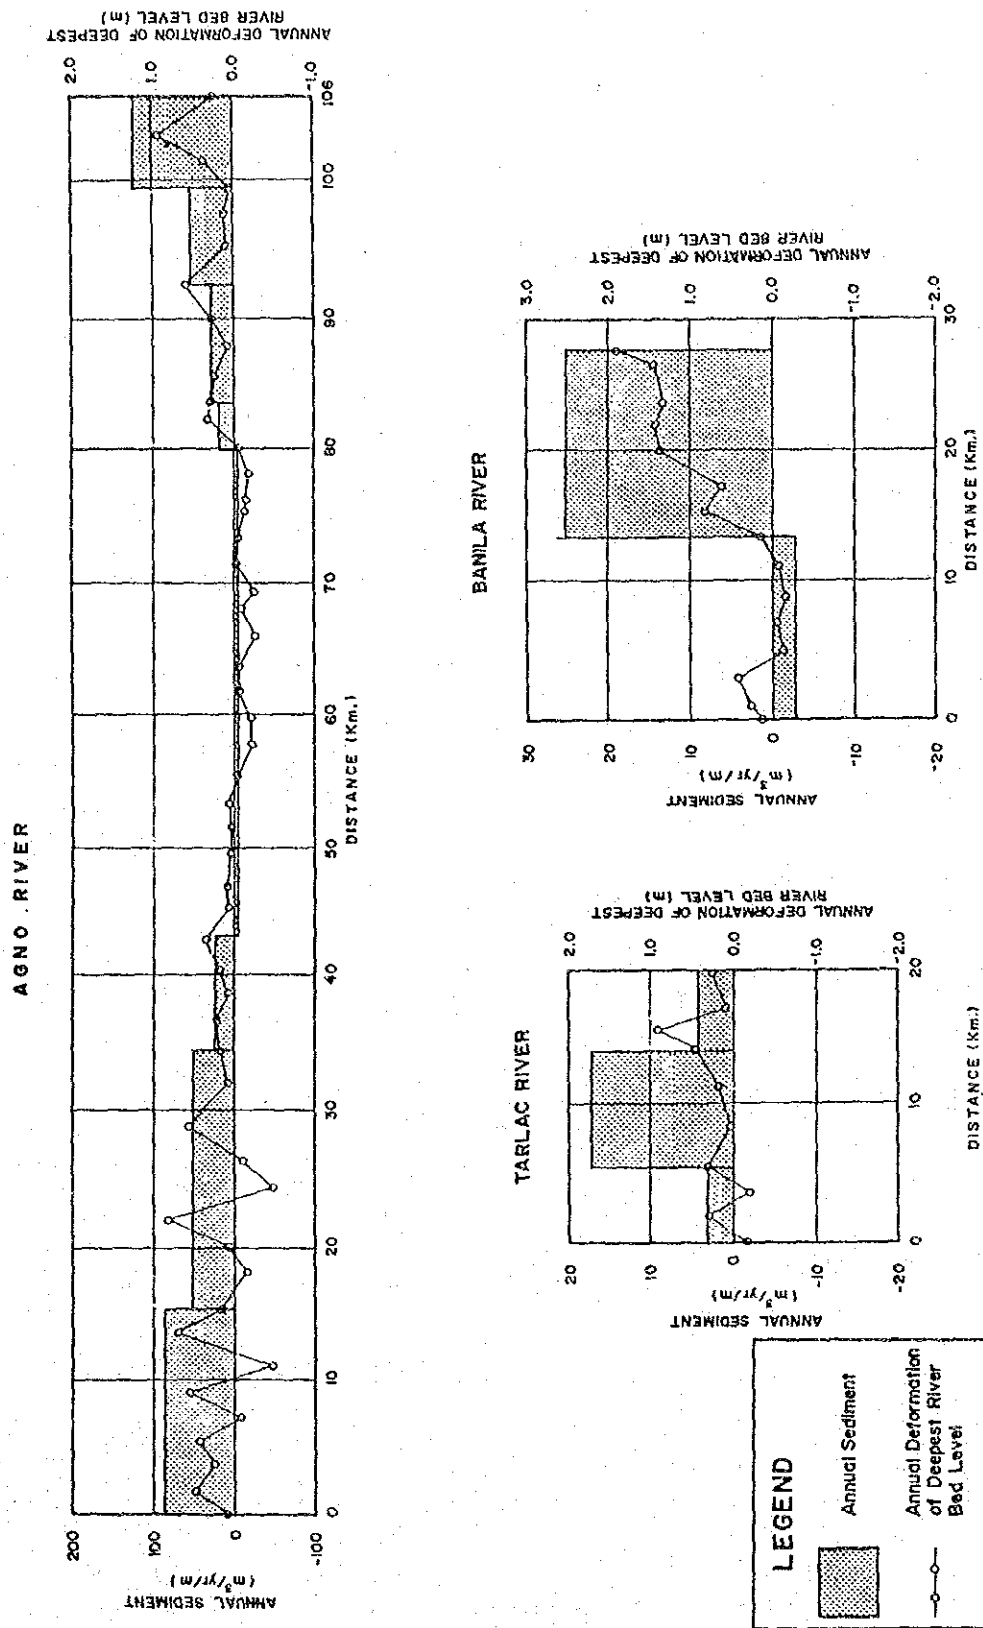 AGNO RIVER
ANNUAL SEDIMENT
(m³/yr/m)
200
100
0
-100
ANNUAL DEFORMATION OF DEEPEST
RIVER BED LEVEL (m)
2.0
1.0
0.0
-1.0
0
10
20
30
40
50
60
70
80
90
100
106
DISTANCE (Km.)
TARLAC RIVER
ANNUAL SEDIMENT
(m³/yr/m)
20
10
0
-10
-20
ANNUAL DEFORMATION OF DEEPEST
RIVER BED LEVEL (m)
2.0
1.0
0.0
-1.0
-2.0
0
10
20
DISTANCE (Km.)
BANILA RIVER
ANNUAL SEDIMENT
(m³/yr/m)
30
20
10
0
-10
-20
ANNUAL DEFORMATION OF DEEPEST
RIVER BED LEVEL (m)
3.0
2.0
1.0
0.0
-1.0
-2.0
0
10
20
30
DISTANCE (Km.)
LEGEND
Annual Sediment
Annual Deformation
of Deepest River
Bed Level